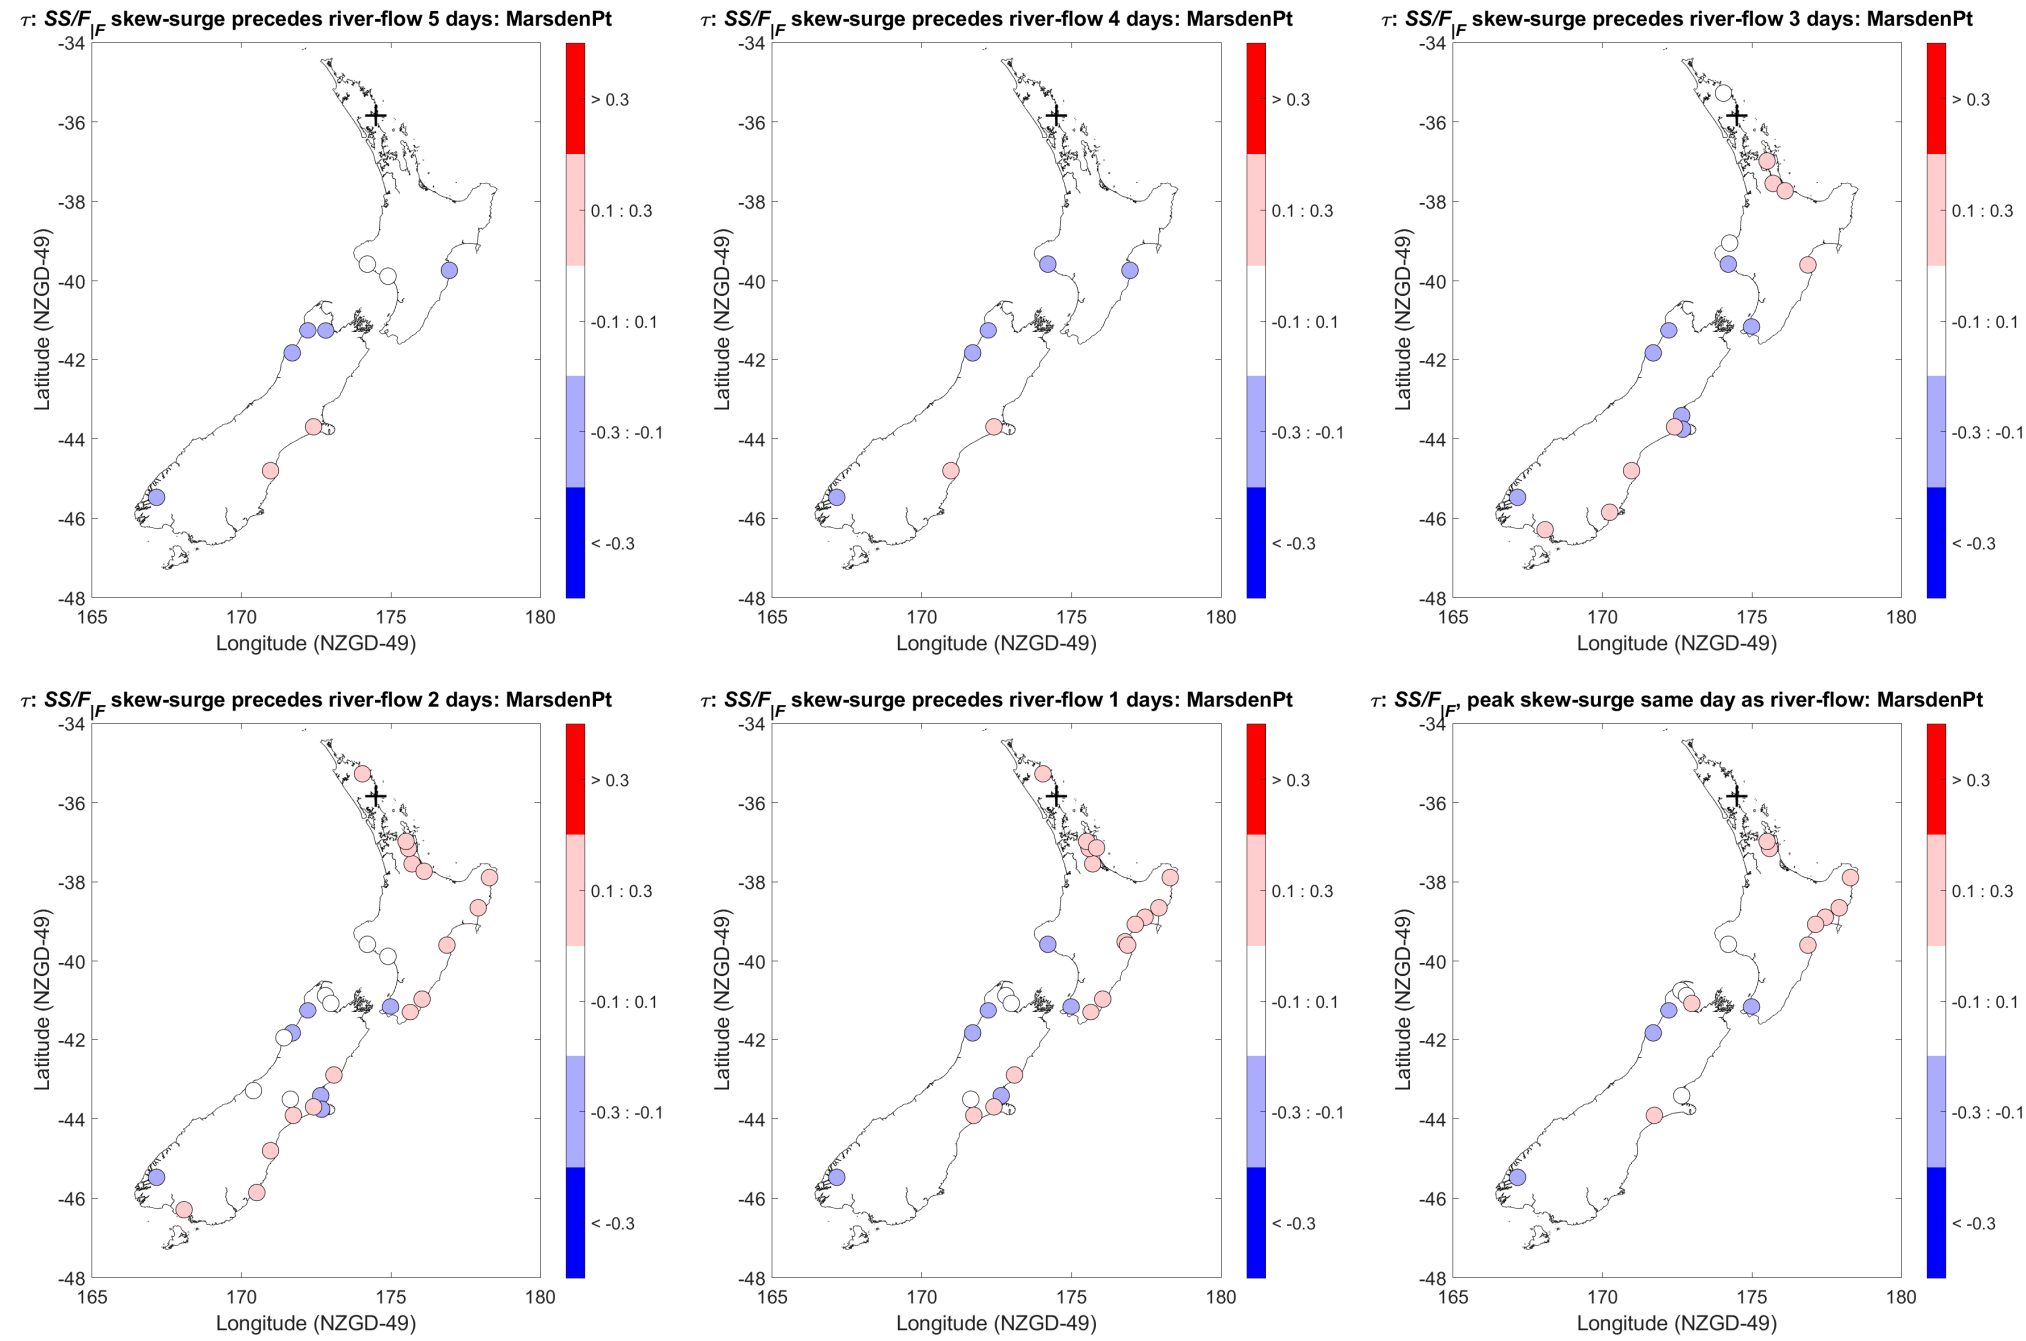 τ: SS/F|F skew-surge precedes river-flow 5 days: MarsdenPt
-34
-36
-38
-40
-42
-44
-46
-48
165
170
175
180
Latitude (NZGD-49)
Longitude (NZGD-49)
> 0.3
0.1 : 0.3
-0.1 : 0.1
-0.3 : -0.1
< -0.3
τ: SS/F|F skew-surge precedes river-flow 4 days: MarsdenPt
-34
-36
-38
-40
-42
-44
-46
-48
165
170
175
180
Latitude (NZGD-49)
Longitude (NZGD-49)
> 0.3
0.1 : 0.3
-0.1 : 0.1
-0.3 : -0.1
< -0.3
τ: SS/F|F skew-surge precedes river-flow 3 days: MarsdenPt
-34
-36
-38
-40
-42
-44
-46
-48
165
170
175
180
Latitude (NZGD-49)
Longitude (NZGD-49)
> 0.3
0.1 : 0.3
-0.1 : 0.1
-0.3 : -0.1
< -0.3
τ: SS/F|F skew-surge precedes river-flow 2 days: MarsdenPt
-34
-36
-38
-40
-42
-44
-46
-48
165
170
175
180
Latitude (NZGD-49)
Longitude (NZGD-49)
> 0.3
0.1 : 0.3
-0.1 : 0.1
-0.3 : -0.1
< -0.3
τ: SS/F|F skew-surge precedes river-flow 1 days: MarsdenPt
-34
-36
-38
-40
-42
-44
-46
-48
165
170
175
180
Latitude (NZGD-49)
Longitude (NZGD-49)
> 0.3
0.1 : 0.3
-0.1 : 0.1
-0.3 : -0.1
< -0.3
τ: SS/F|F, peak skew-surge same day as river-flow: MarsdenPt
-34
-36
-38
-40
-42
-44
-46
-48
165
170
175
180
Latitude (NZGD-49)
Longitude (NZGD-49)
> 0.3
0.1 : 0.3
-0.1 : 0.1
-0.3 : -0.1
< -0.3